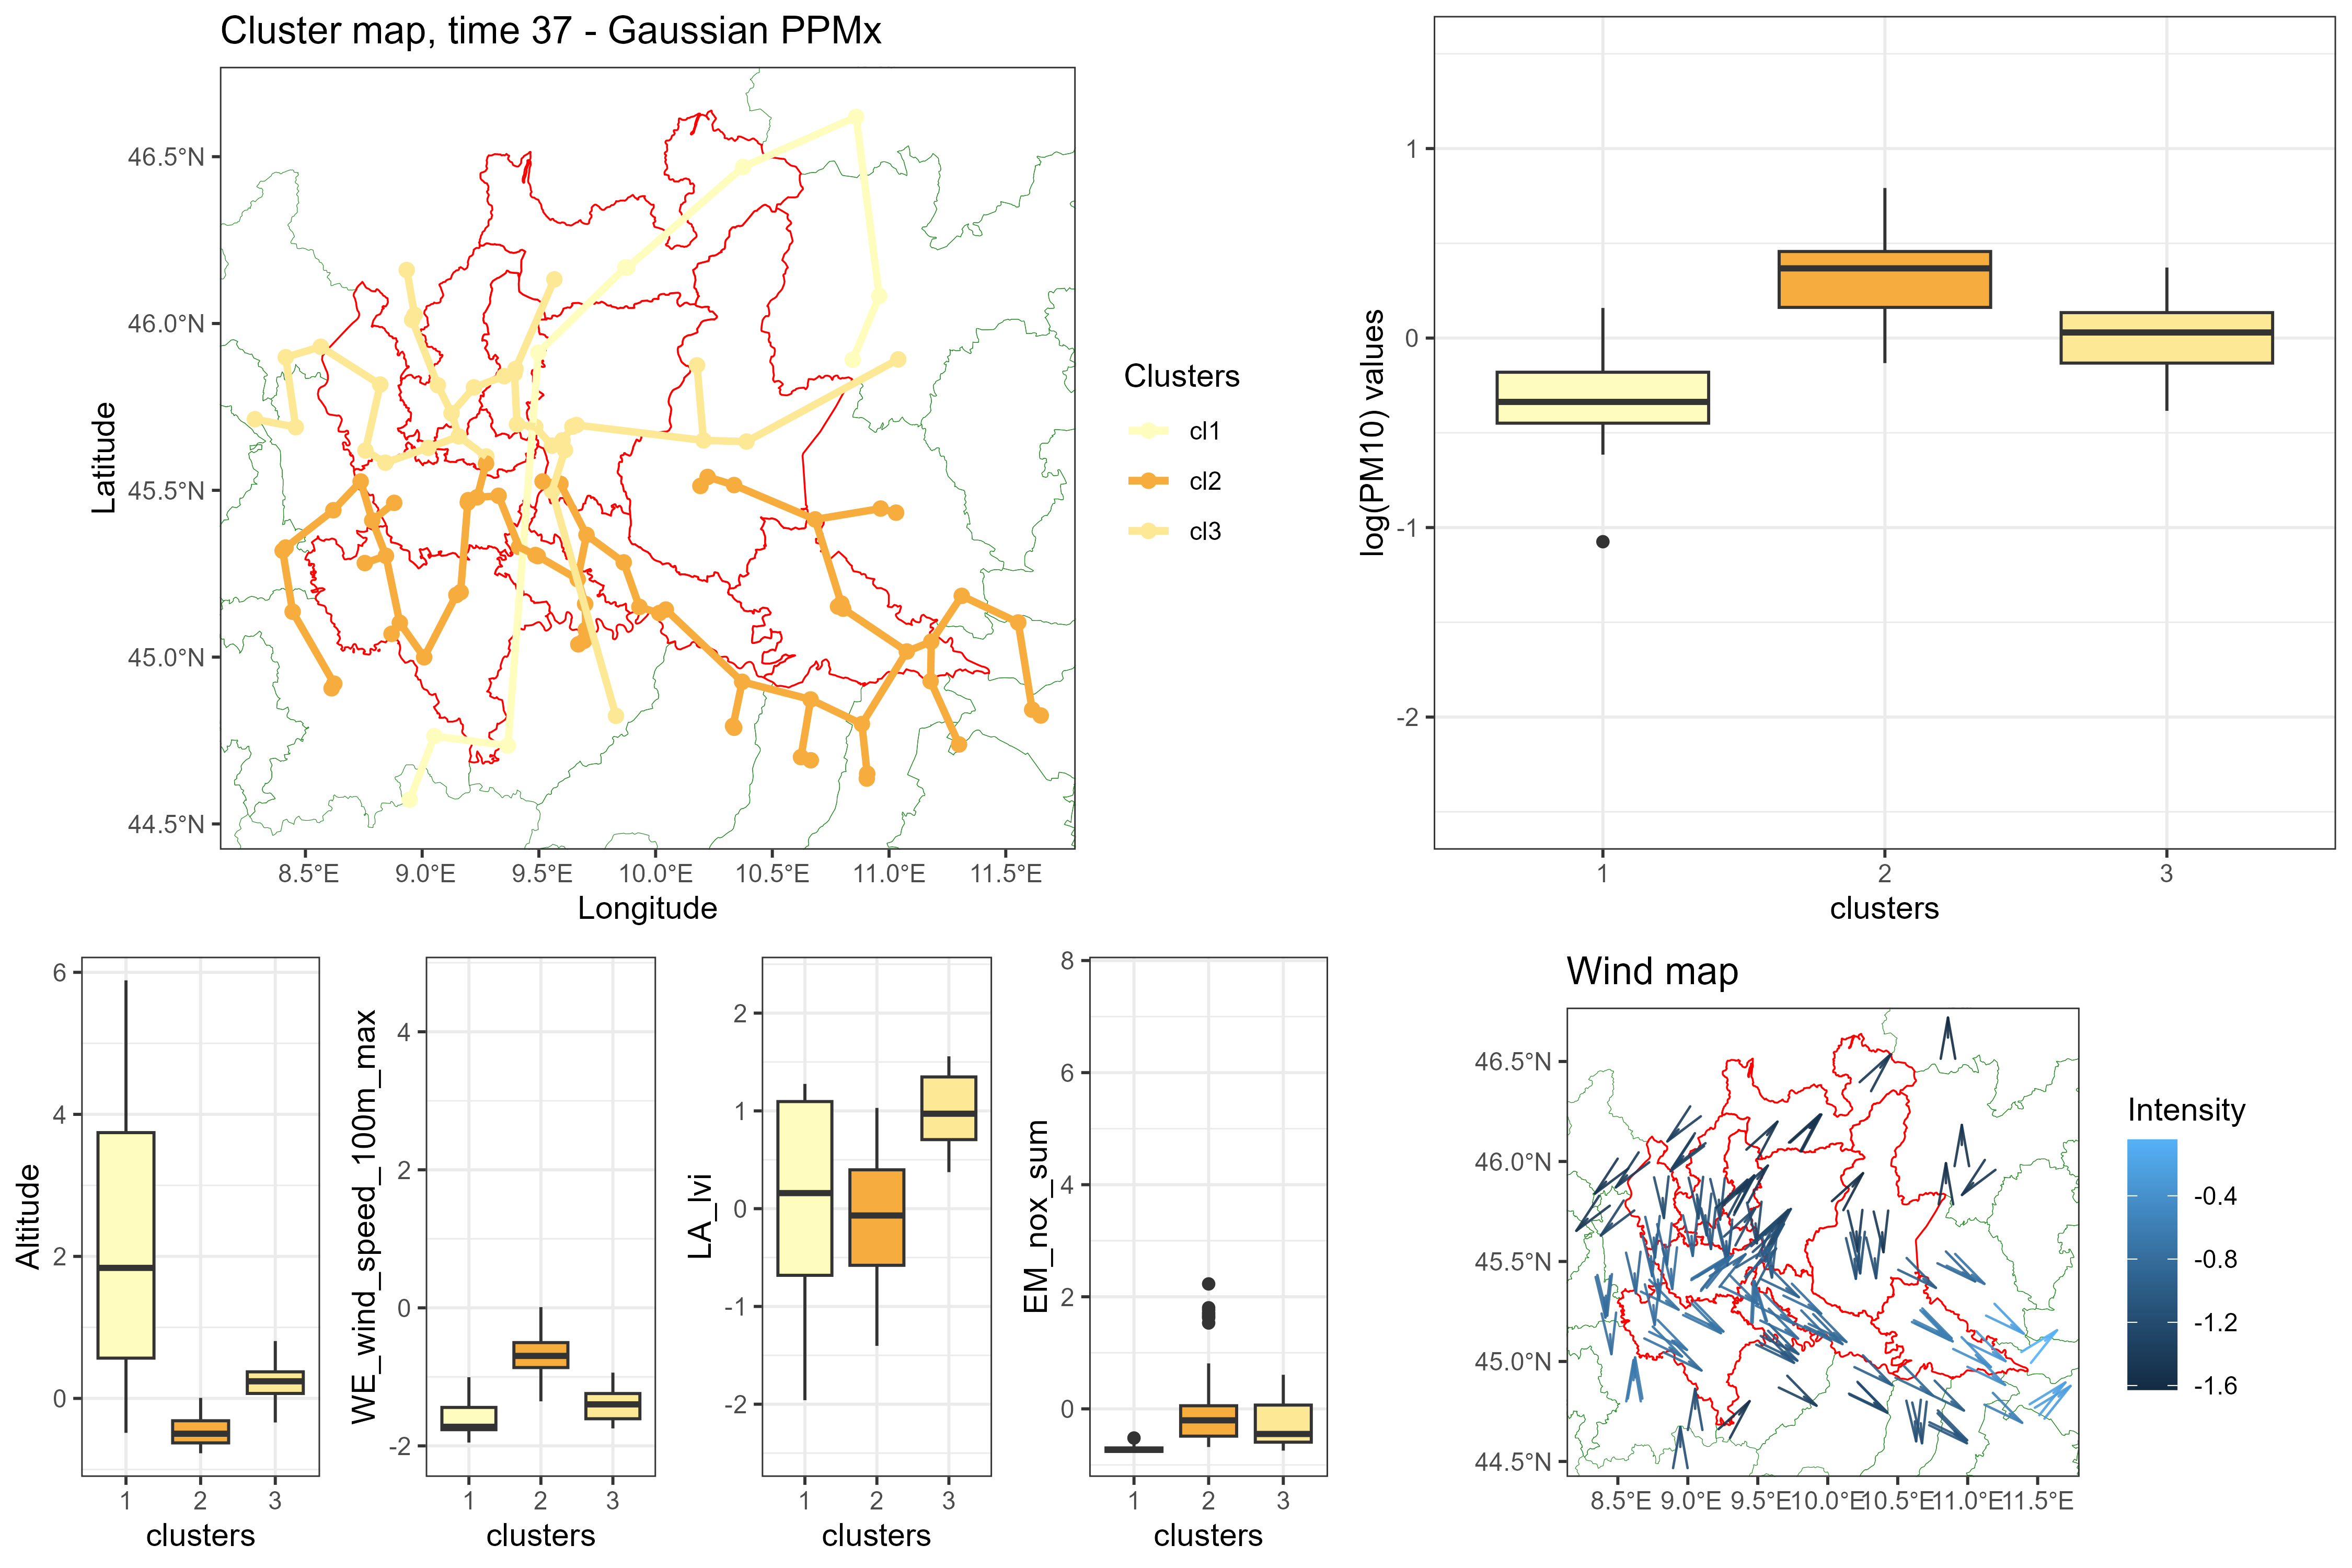 Cluster map, time 37 - Gaussian PPMx
46.5°N
46.0°N
45.5°N
45.0°N
44.5°N
Latitude
8.5°E 9.0°E 9.5°E 10.0°E 10.5°E 11.0°E 11.5°E
Longitude
Clusters
cl1
cl2
cl3
log(PM10) values
1
0
-1
-2
1 2 3
clusters
Altitude
6
4
2
0
1 2 3
clusters
WE_wind_speed_100m_max
4
2
0
-2
1 2 3
clusters
LA_lvi
2
1
0
-1
-2
1 2 3
clusters
EM_nox_sum
8
6
4
2
0
1 2 3
clusters
Wind map
46.5°N
46.0°N
45.5°N
45.0°N
44.5°N
8.5°E 9.0°E 9.5°E 10.0°E 10.5°E 11.0°E 11.5°E
Intensity
-0.4
-0.8
-1.2
-1.6